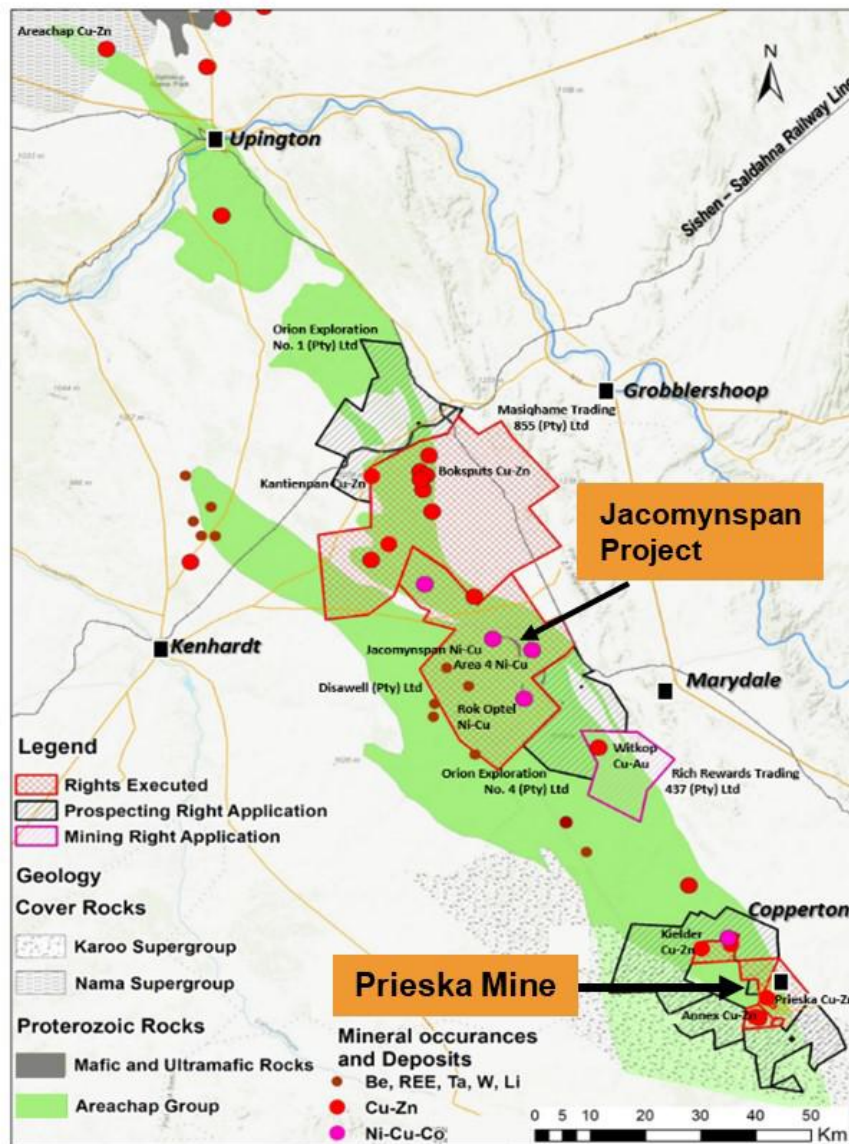 Areachap Cu-Zn
N
Upington
Sishen – Saldahna Railway Line
Orion Exploration
No. 1 (Pty) Ltd
Grobblershoop
Masiqhame Trading
855 (Pty) Ltd
Kantienpan Cu-Zn
Boksputs Cu-Zn
Jacomynspan
Project
Kenhardt
Jacomynspan Ni-Cu
Area 4 Ni-Cu
Disawell (Pty) Ltd
Marydale
Rok Optel
Ni-Cu
Witkop
Cu-Au
Orion Exploration
No. 4 (Pty) Ltd
Rich Rewards Trading
437 (Pty) Ltd
Legend
Rights Executed
Prospecting Right Application
Mining Right Application
Geology
Cover Rocks
Karoo Supergroup
Nama Supergroup
Proterozoic Rocks
Mafic and Ultramafic Rocks
Areachap Group
Copperton
Kielder
Cu-Zn
Prieska Mine
Prieska Cu-Zn
Annex Cu-Zn
Mineral occurances
and Deposits
Be, REE, Ta, W, Li
Cu-Zn
Ni-Cu-Co
0 5 10 20 30 40 50
Km